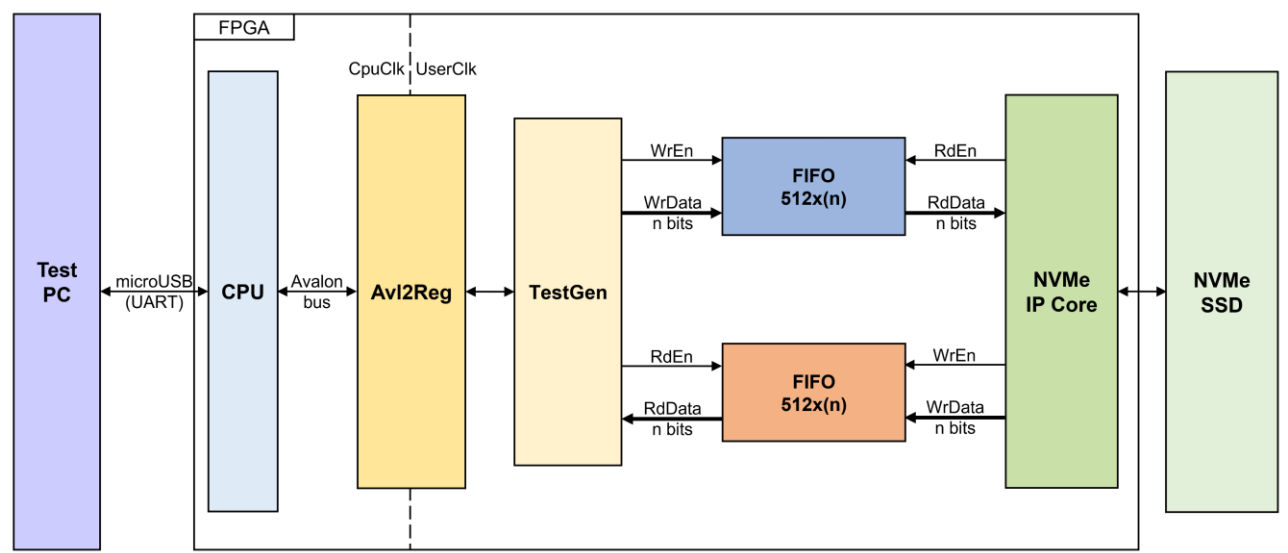 FPGA
CpuClk
UserClk
Test
PC
microUSB
(UART)
CPU
Avalon
bus
Avl2Reg
TestGen
WrEn
WrData
n bits
FIFO
512x(n)
RdEn
RdData
n bits
RdEn
RdData
n bits
FIFO
512x(n)
WrEn
WrData
n bits
NVMe
IP Core
NVMe
SSD